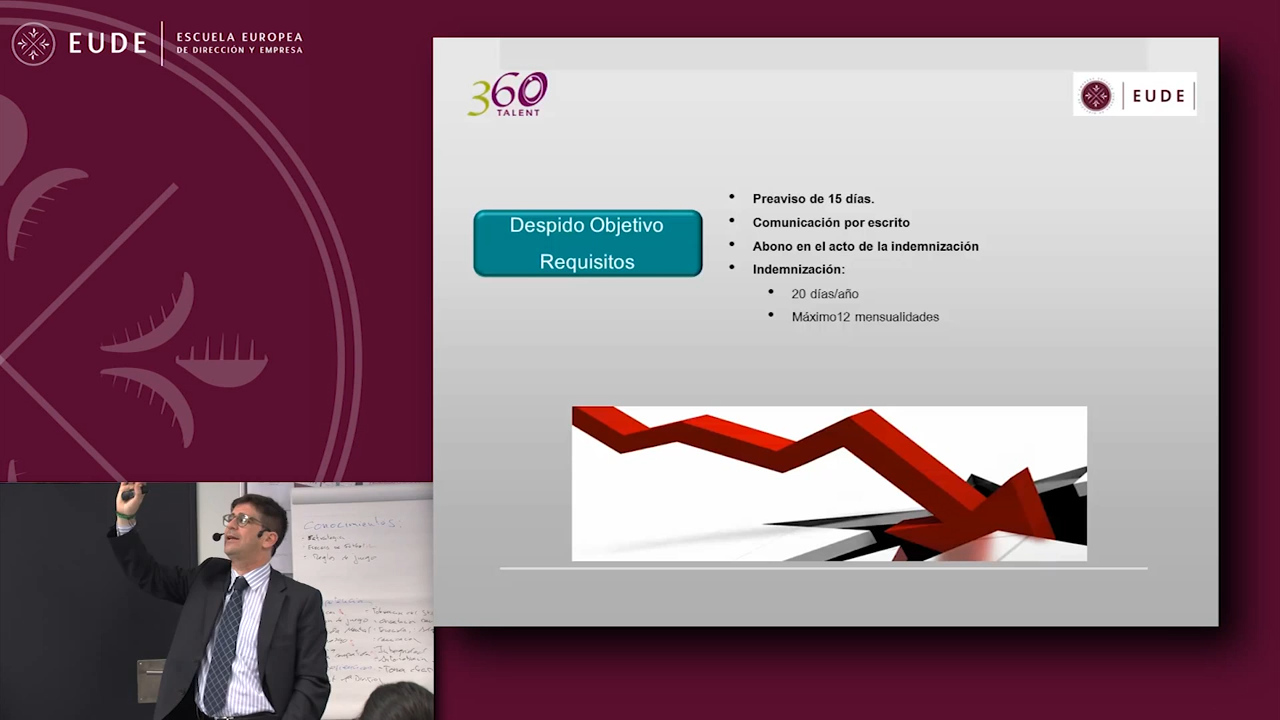 EUDE
ESCUELA EUROPEA
DE DIRECCIÓN Y EMPRESA
360
TALENT
EUDE
Despido Objetivo
Requisitos
• Preaviso de 15 días.
• Comunicación por escrito
• Abono en el acto de la indemnización
• Indemnización:
• 20 días/año
• Máximo12 mensualidades
Conocimientos: